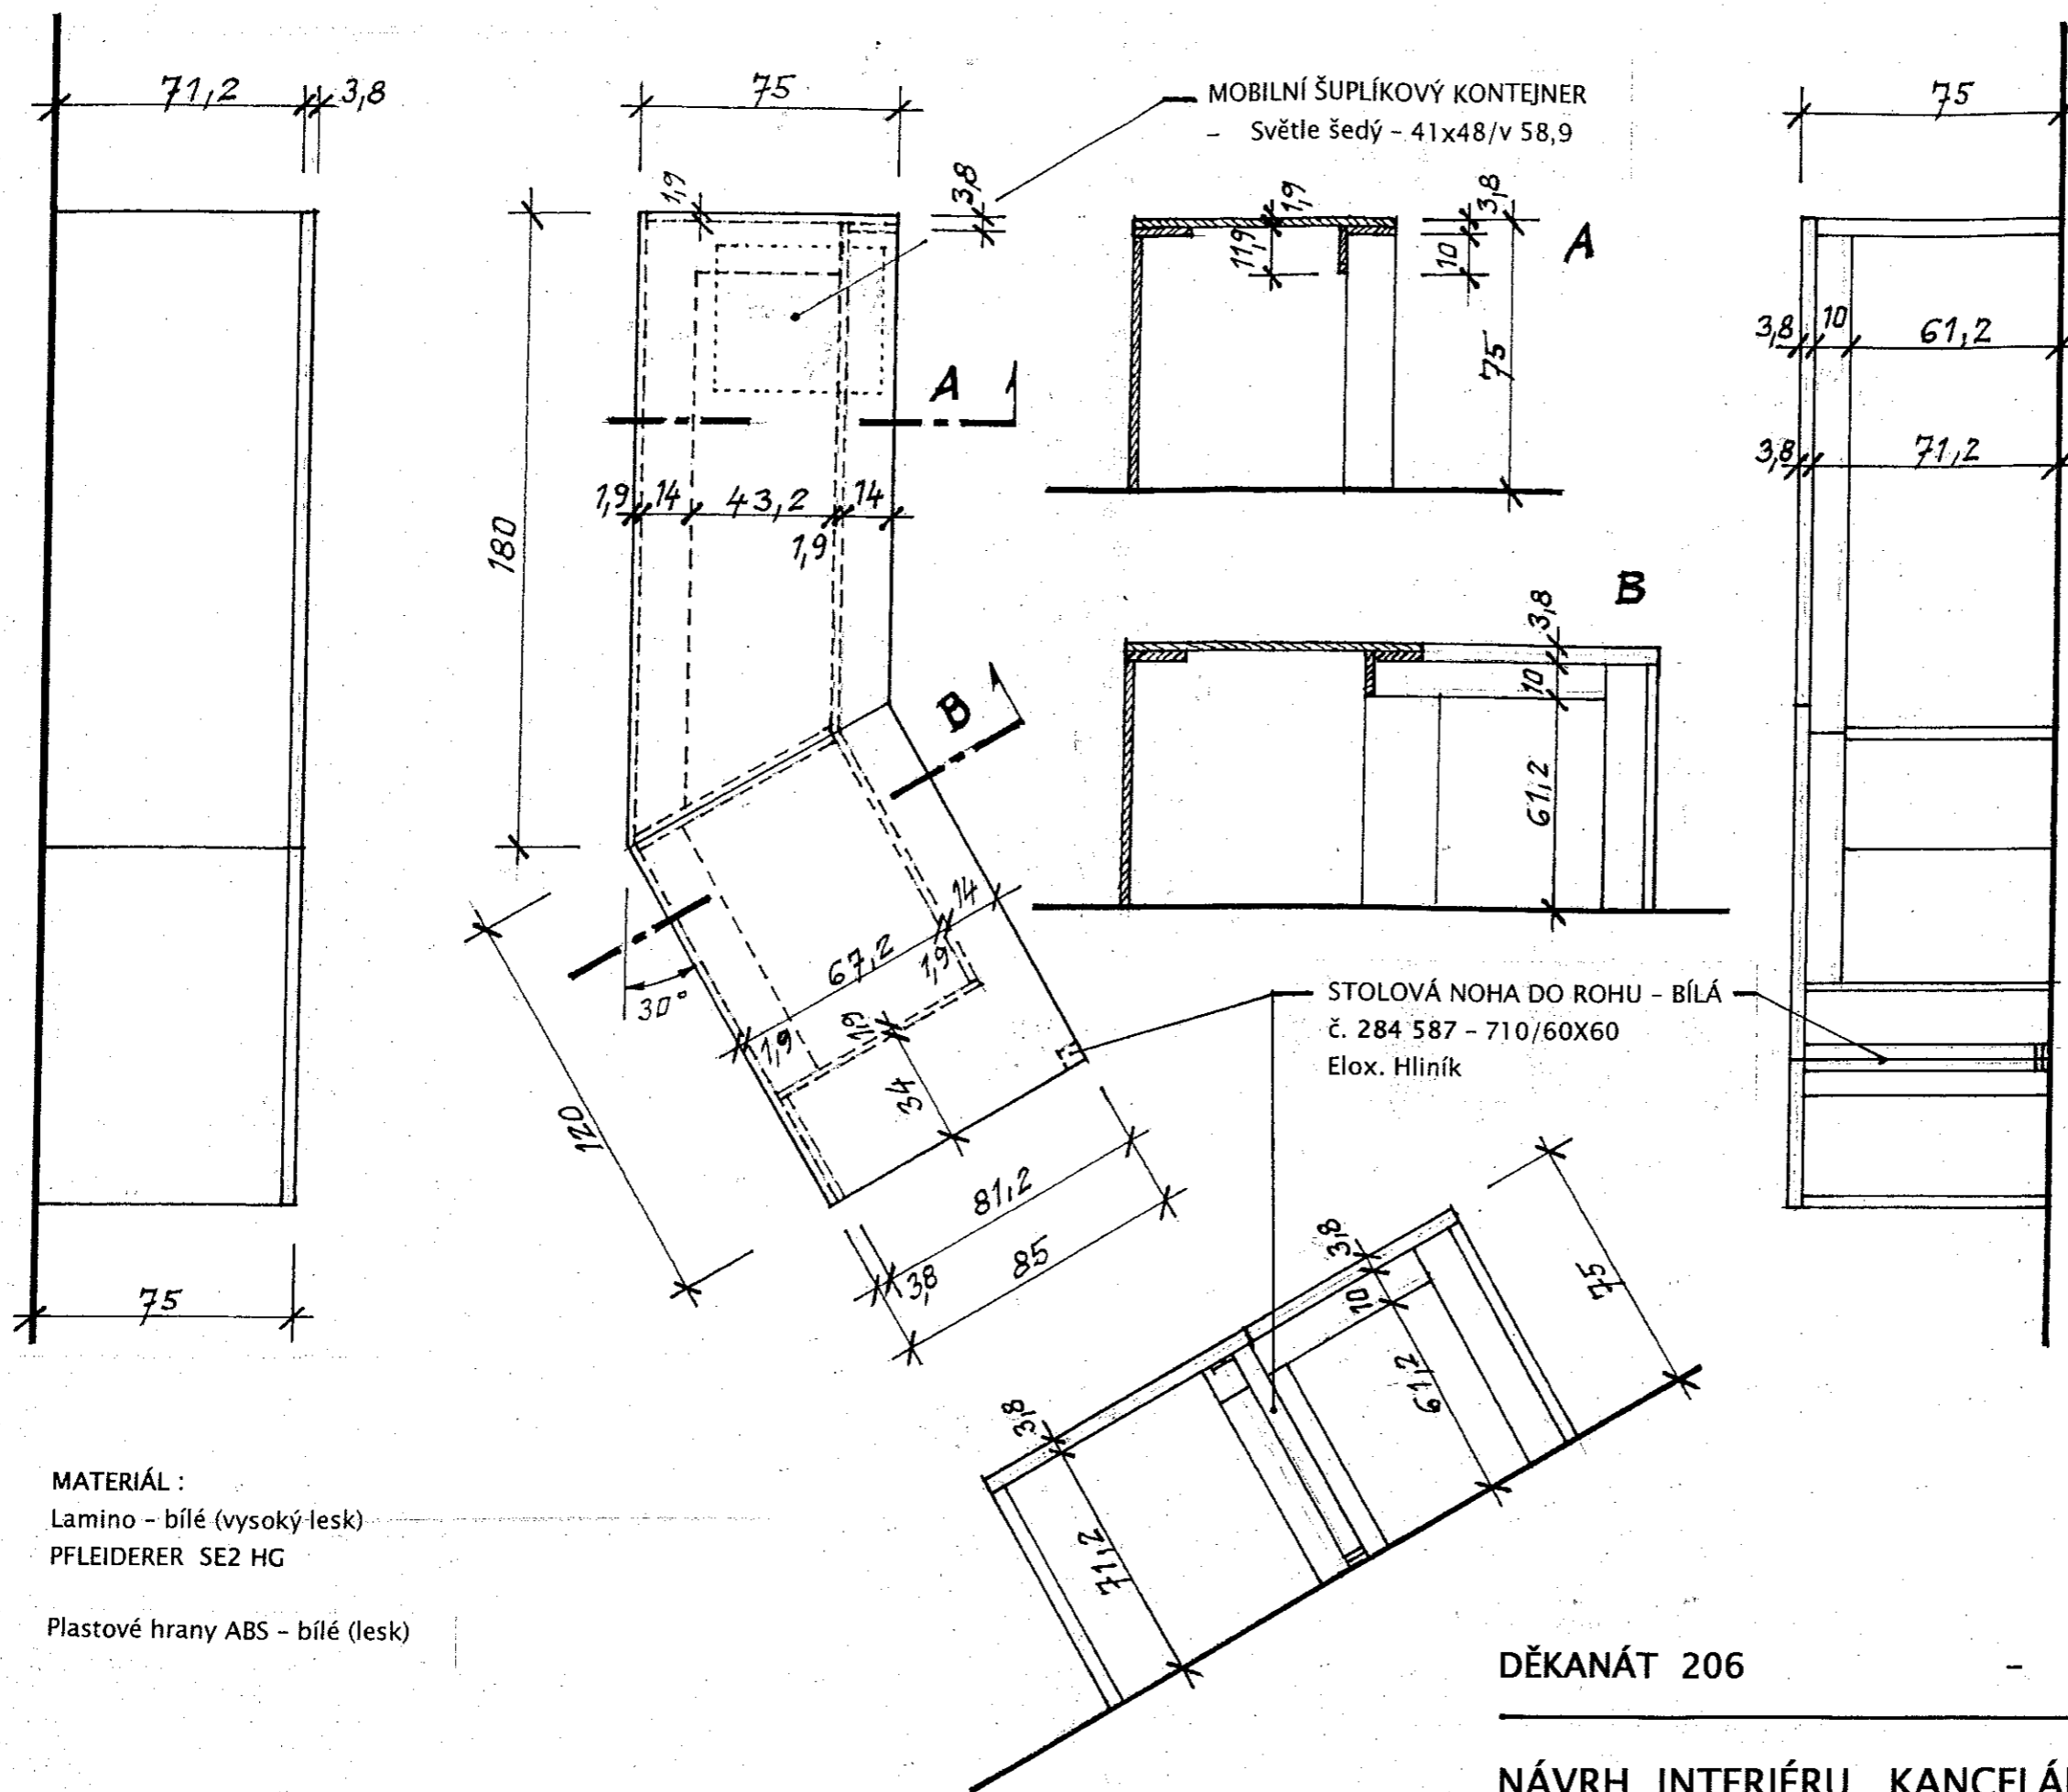 71,2
3,8
75
MOBILNÍ ŠUPLÍKOVÝ KONTEJNER
- Světle šedý - 41x48/v 58,9
75
1,9
3,8
1,9
3,8
11,9
10
A
75
3,8
10
61,2
A
3,8
71,2
180
1,9
14
43,2
14
1,9
B
3,8
B
10
61,2
14
67,2
1,9
30°
1,9
1,9
34
STOLOVÁ NOHA DO ROHU - BÍLÁ
č. 284 587 - 710/60X60
Elox. Hliník
120
81,2
85
3,8
75
3,8
10
75
61,2
3,8
71,2
MATERIÁL :
Lamino - bílé (vysoký lesk)
PFLEIDERER SE2 HG
Plastové hrany ABS - bílé (lesk)
DĚKANÁT 206 -
NÁVRH INTERIÉRU KANCELÁ